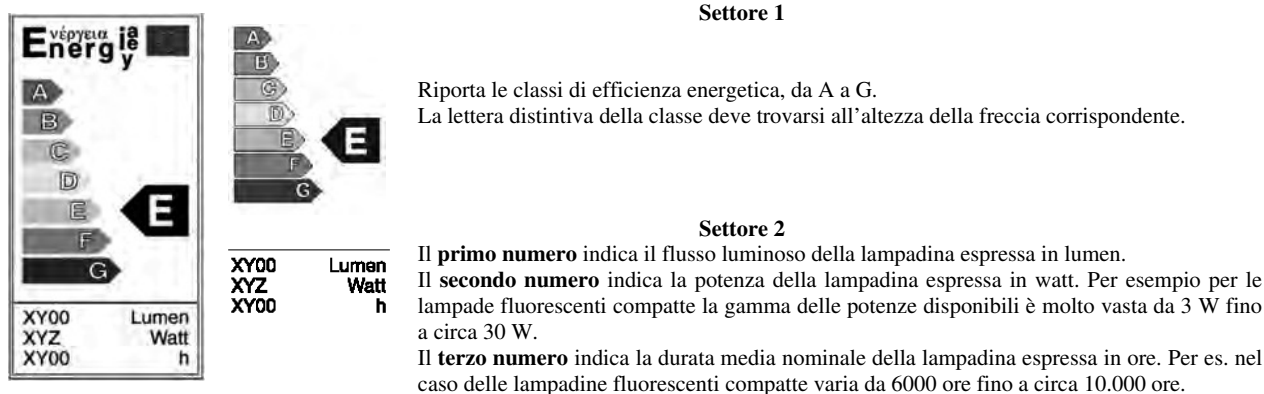 Ενέργεια
Energ ia ie y
A
B
C
D
E
F
G
E
XY00 Lumen
XYZ Watt
XY00 h
A
B
C
D
E
F
G
E
XY00 Lumen
XYZ Watt
XY00 h
Settore 1
Riporta le classi di efficienza energetica, da A a G.
La lettera distintiva della classe deve trovarsi all'altezza della freccia corrispondente.
Settore 2
Il primo numero indica il flusso luminoso della lampadina espressa in lumen.
Il secondo numero indica la potenza della lampadina espressa in watt. Per esempio per le
lampade fluorescenti compatte la gamma delle potenze disponibili è molto vasta da 3 W fino
a circa 30 W.
Il terzo numero indica la durata media nominale della lampadina espressa in ore. Per es. nel
caso delle lampadine fluorescenti compatte varia da 6000 ore fino a circa 10.000 ore.